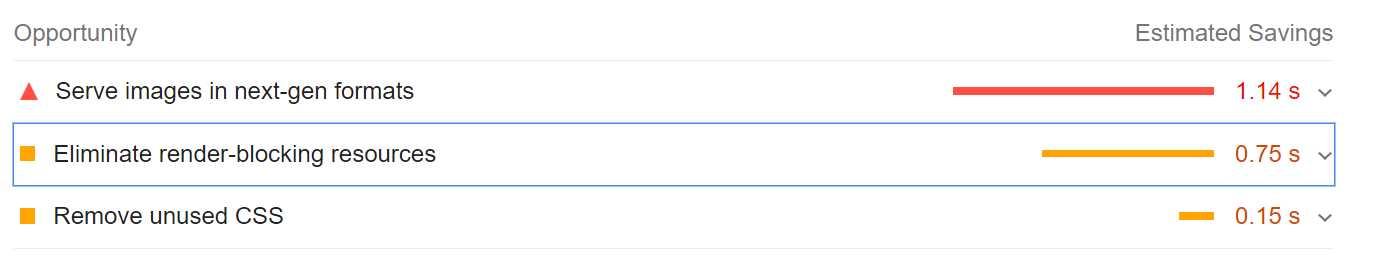 Opportunity Estimated Savings
Serve images in next-gen formats 1.14 s
Eliminate render-blocking resources 0.75 s
Remove unused CSS 0.15 s